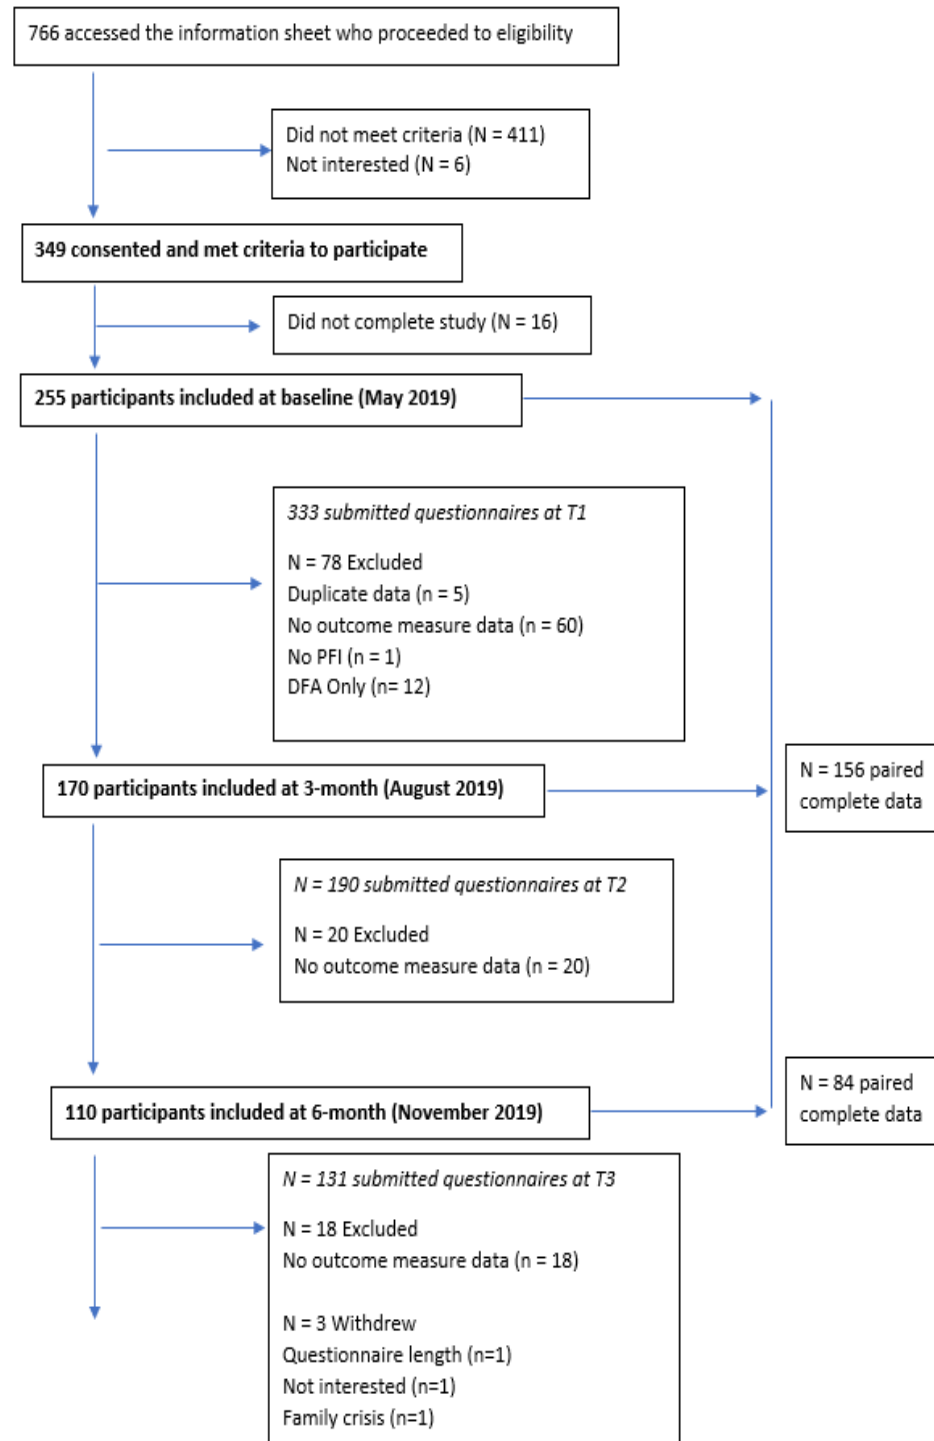 766 accessed the information sheet who proceeded to eligibility
Did not meet criteria (N = 411)
Not interested (N = 6)
349 consented and met criteria to participate
Did not complete study (N = 16)
255 participants included at baseline (May 2019)
333 submitted questionnaires at T1
N = 78 Excluded
Duplicate data (n = 5)
No outcome measure data (n = 60)
No PFI (n = 1)
DFA Only (n= 12)
170 participants included at 3-month (August 2019)
N = 156 paired
complete data
N = 190 submitted questionnaires at T2
N = 20 Excluded
No outcome measure data (n = 20)
110 participants included at 6-month (November 2019)
N = 84 paired
complete data
N = 131 submitted questionnaires at T3
N = 18 Excluded
No outcome measure data (n = 18)
N = 3 Withdrew
Questionnaire length (n=1)
Not interested (n=1)
Family crisis (n=1)